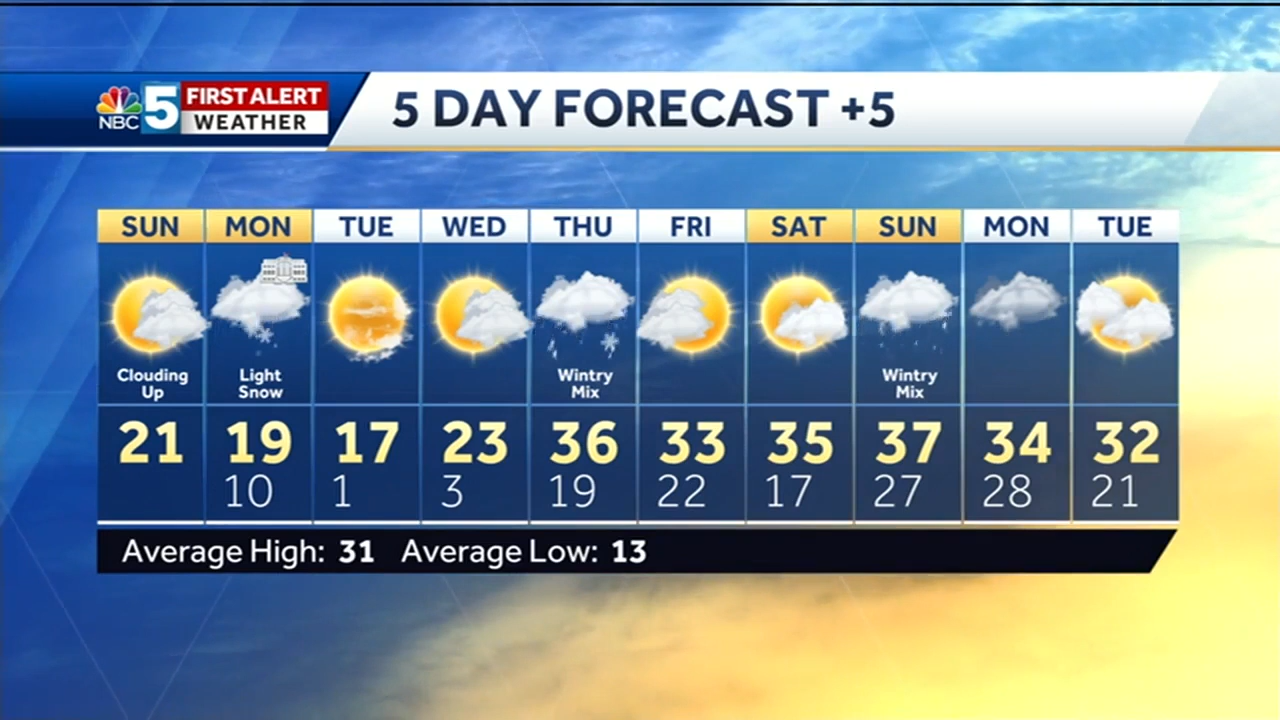 NBC 5 FIRST ALERT WEATHER
5 DAY FORECAST +5
SUN MON TUE WED THU FRI SAT SUN MON TUE
Clouding Up
Light Snow
Wintry Mix
Wintry Mix
21 19 17 23 36 33 35 37 34 32
10 1 3 19 22 17 27 28 21
Average High: 31 Average Low: 13